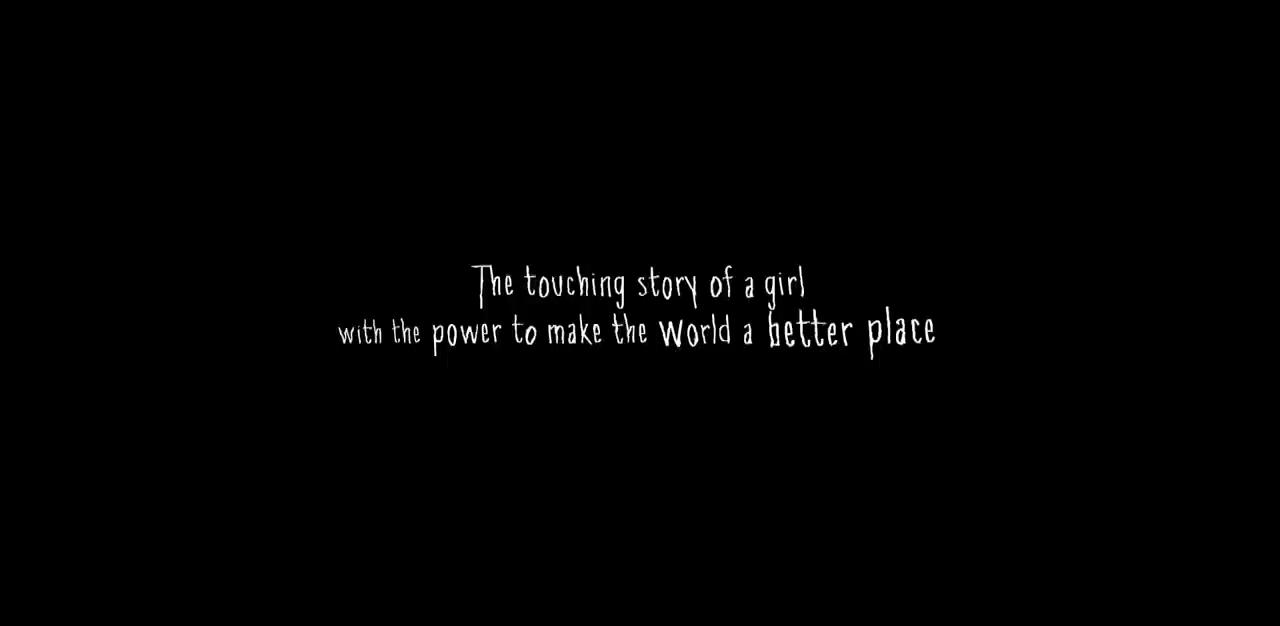 The touching story of a girl
with the power to make the world a better place